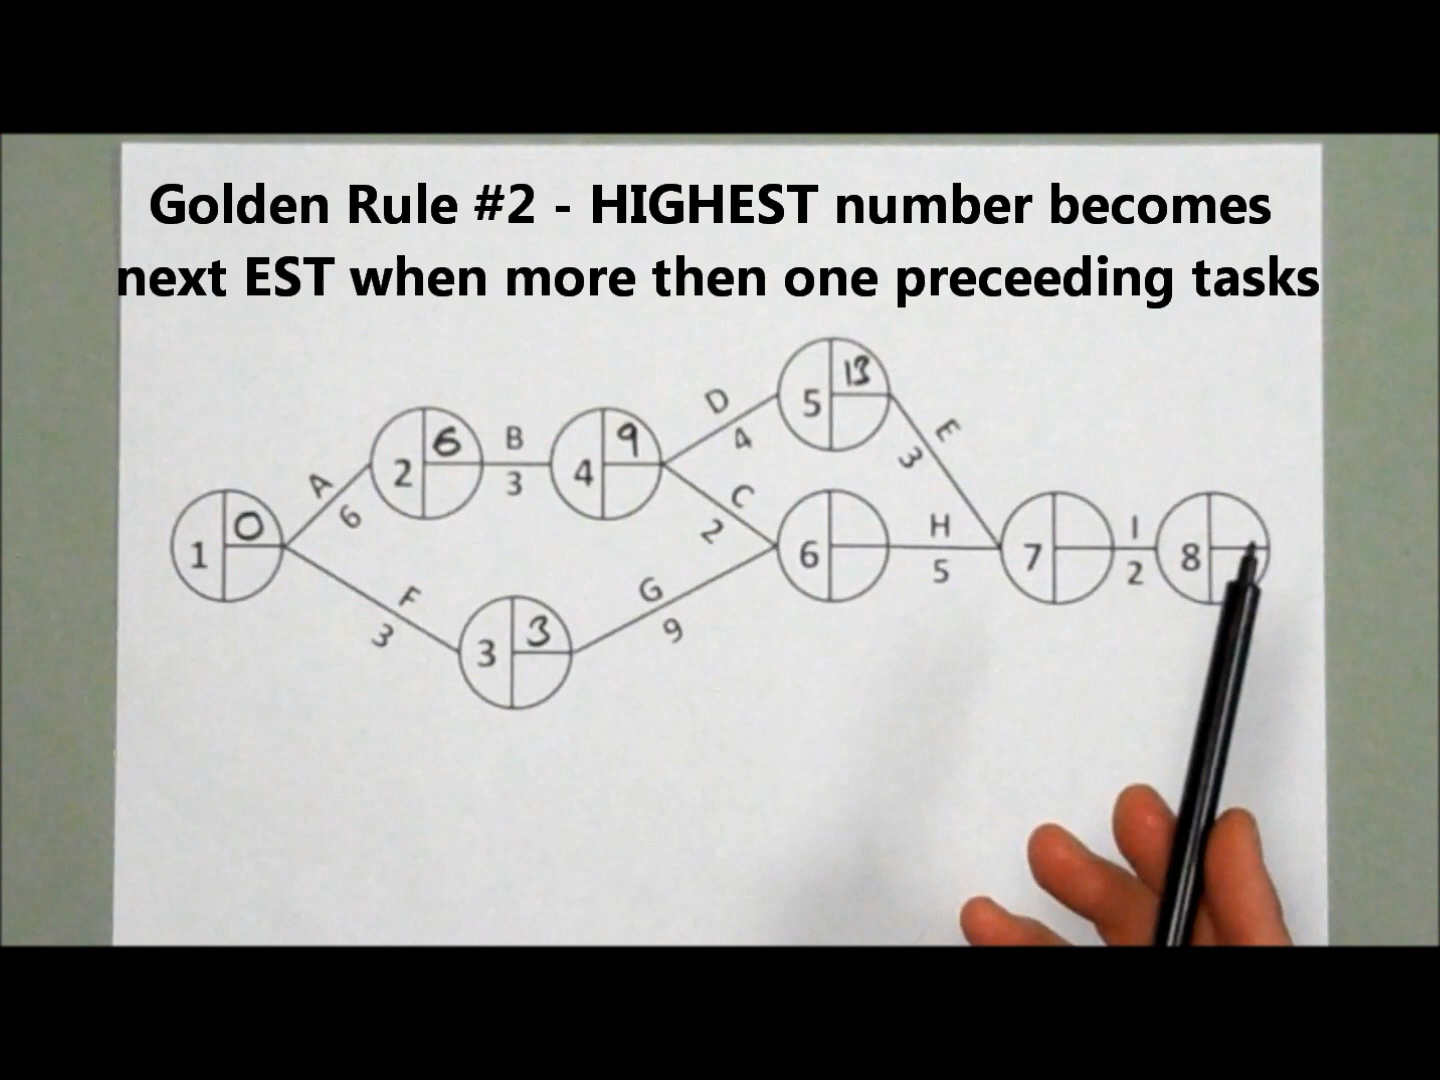 Golden Rule #2 - HIGHEST number becomes
next EST when more then one preceeding tasks
D
4
5
13
E
3
A
6
2
6
B
3
4
9
C
2
1
0
F
3
3
3
G
9
6
H
5
7
I
2
8